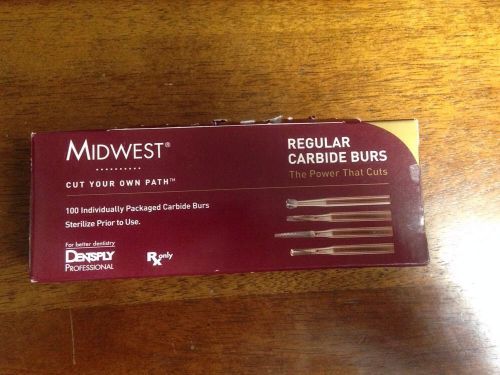 MIDWEST®
CUT YOUR OWN PATH™
100 Individually Packaged Carbide Burs
Sterilize Prior to Use.
For better dentistry
DENTSPLY
PROFESSIONAL
Rx only
REGULAR
CARBIDE BURS
The Power That Cuts